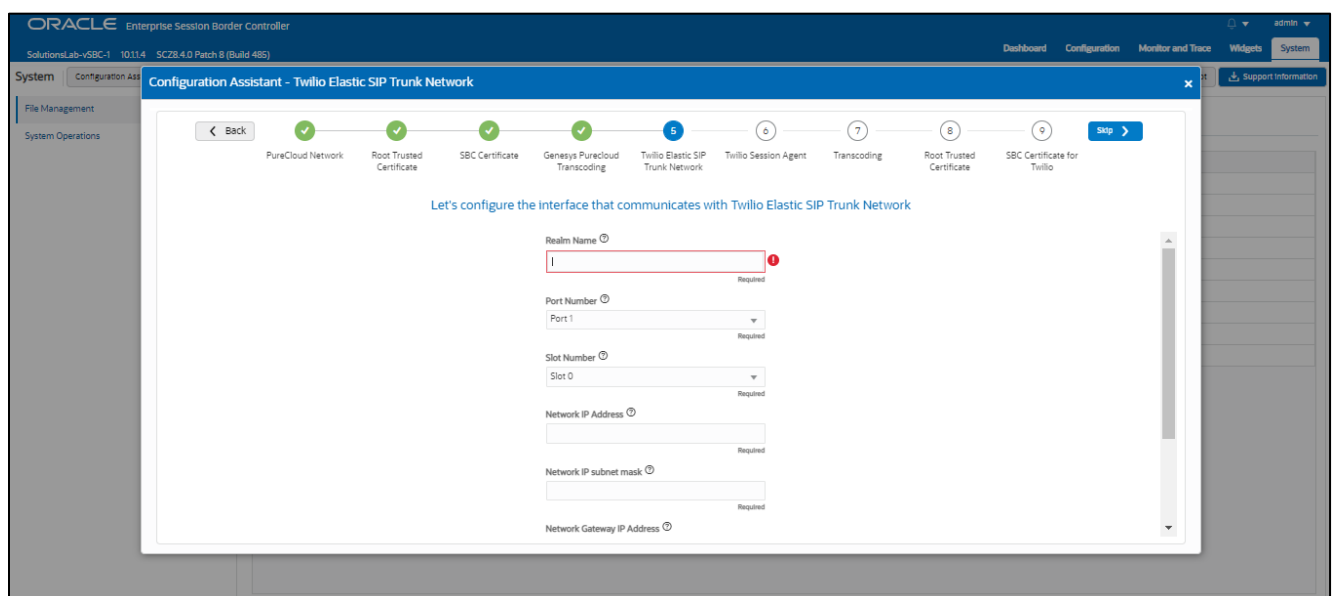 ORACLE Enterprise Session Border Controller
admin
SolutionsLab-vSBC-1 10.1.1.4 SCZ8.4.0 Patch 8 (Build 485)
Dashboard Configuration Monitor and Trace Widgets System
System Configuration Ass
Support Information
Configuration Assistant - Twilio Elastic SIP Trunk Network
File Management
System Operations
Back
5 6 7 8 9
Skip
PureCloud Network
Root Trusted Certificate
SBC Certificate
Genesys Purecloud Transcoding
Twilio Elastic SIP Trunk Network
Twilio Session Agent
Transcoding
Root Trusted Certificate
SBC Certificate for Twilio
Let's configure the interface that communicates with Twilio Elastic SIP Trunk Network
Realm Name
Required
Port Number
Port 1
Required
Slot Number
Slot 0
Required
Network IP Address
Required
Network IP subnet mask
Required
Network Gateway IP Address